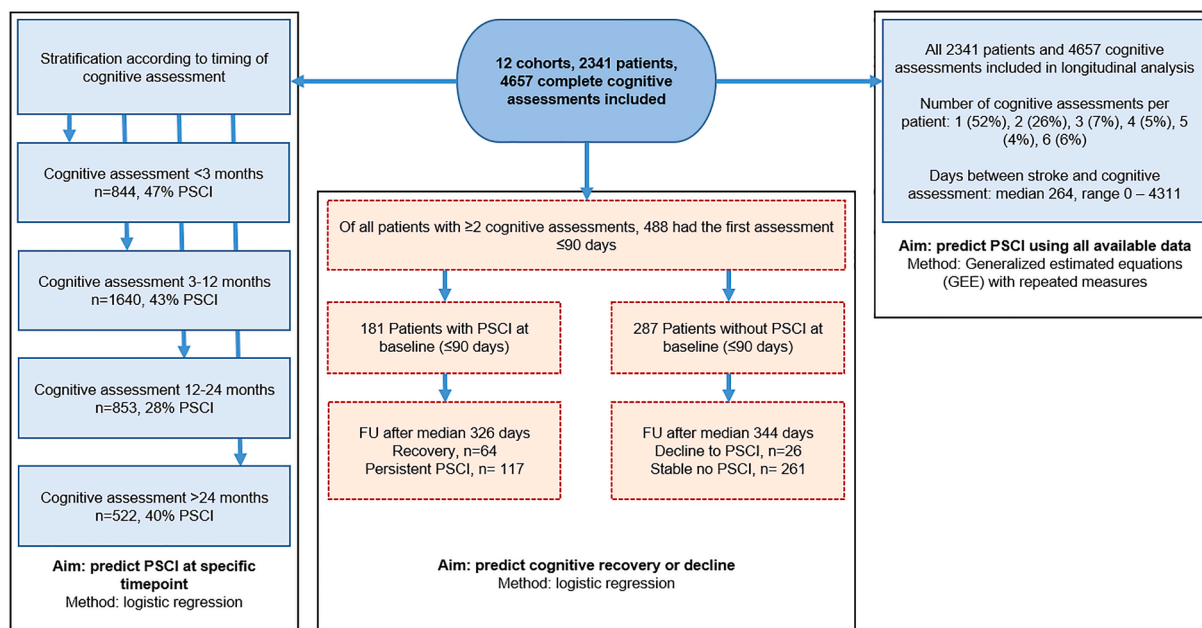 Stratification according to timing of
cognitive assessment
Cognitive assessment <3 months
n=844, 47% PSCI
Cognitive assessment 3-12 months
n=1640, 43% PSCI
Cognitive assessment 12-24 months
n=853, 28% PSCI
Cognitive assessment >24 months
n=522, 40% PSCI
Aim: predict PSCI at specific
timepoint
Method: logistic regression
12 cohorts, 2341 patients,
4657 complete cognitive
assessments included
Of all patients with ≥2 cognitive assessments, 488 had the first assessment
≤90 days
181 Patients with PSCI at
baseline (≤90 days)
287 Patients without PSCI at
baseline (≤90 days)
FU after median 326 days
Recovery, n=64
Persistent PSCI, n= 117
FU after median 344 days
Decline to PSCI, n=26
Stable no PSCI, n= 261
Aim: predict cognitive recovery or decline
Method: logistic regression
All 2341 patients and 4657 cognitive
assessments included in longitudinal analysis
Number of cognitive assessments per
patient: 1 (52%), 2 (26%), 3 (7%), 4 (5%), 5
(4%), 6 (6%)
Days between stroke and cognitive
assessment: median 264, range 0 – 4311
Aim: predict PSCI using all available data
Method: Generalized estimated equations
(GEE) with repeated measures